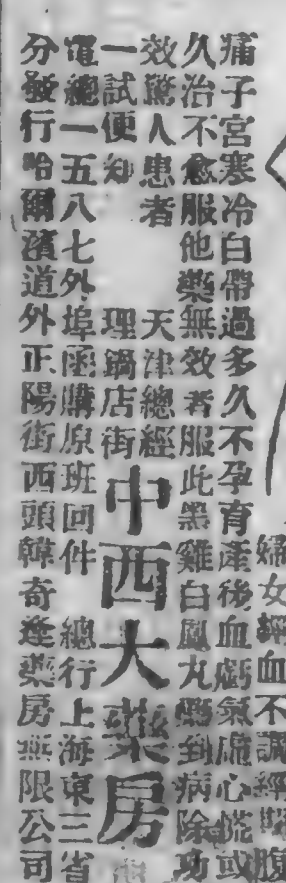 婦女經血不調經期腹
痛子宮寒冷白帶過多久不孕育產後血虧氣虛心慌或
久治不愈服他藥無效者服此黑雞白鳳丸藥到病除功
效驚人患者 天津總經
一試便知 理鍋店街
中西大藥房
電總一五八七外埠函購原班回件 總行上海東三省
分發行哈爾濱道外正陽街西頭韓奇逢藥房無限公司